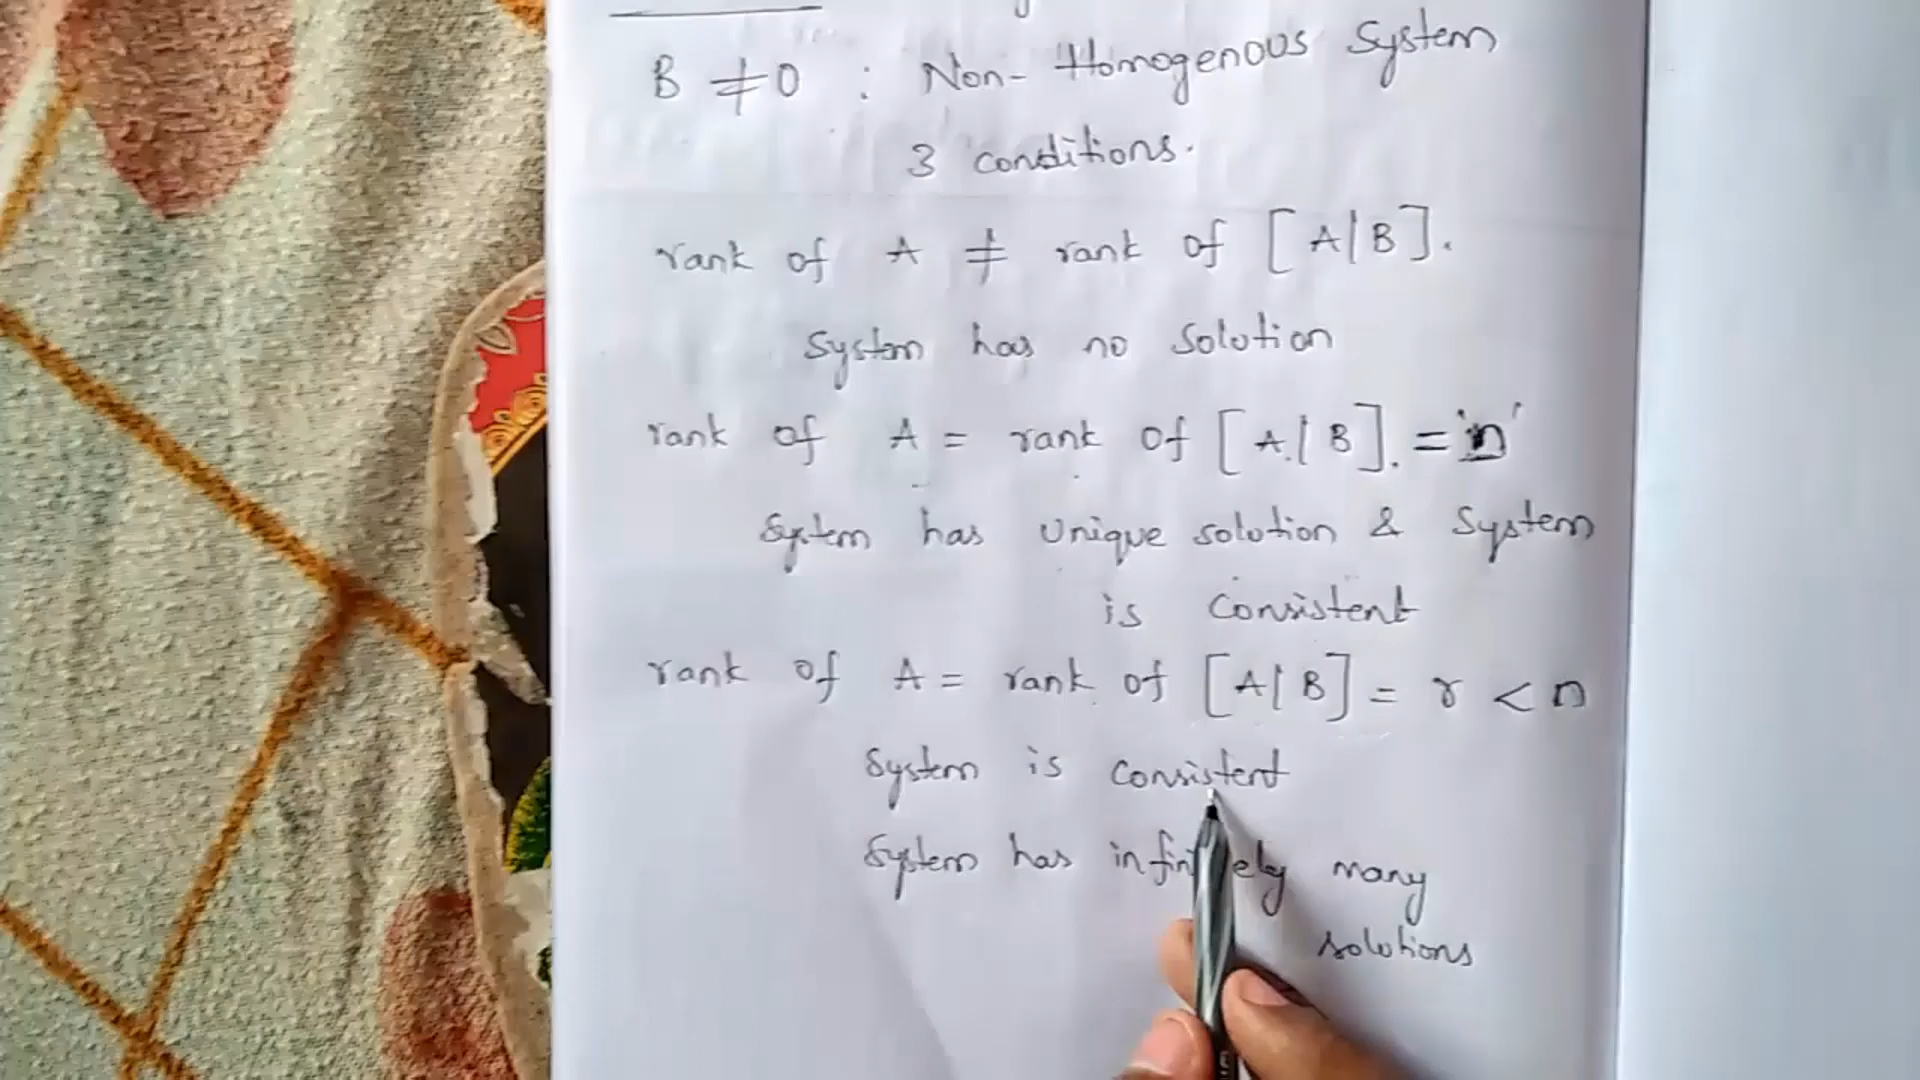 B ≠ 0 : Non-Homogenous System
3 conditions.
rank of A ≠ rank of [A|B].
System has no solution
rank of A = rank of [A|B]. = 'n'
System has unique solution & System
is Consistent
rank of A = rank of [A|B] = r < n
System is consistent
System has infinitely many
solutions